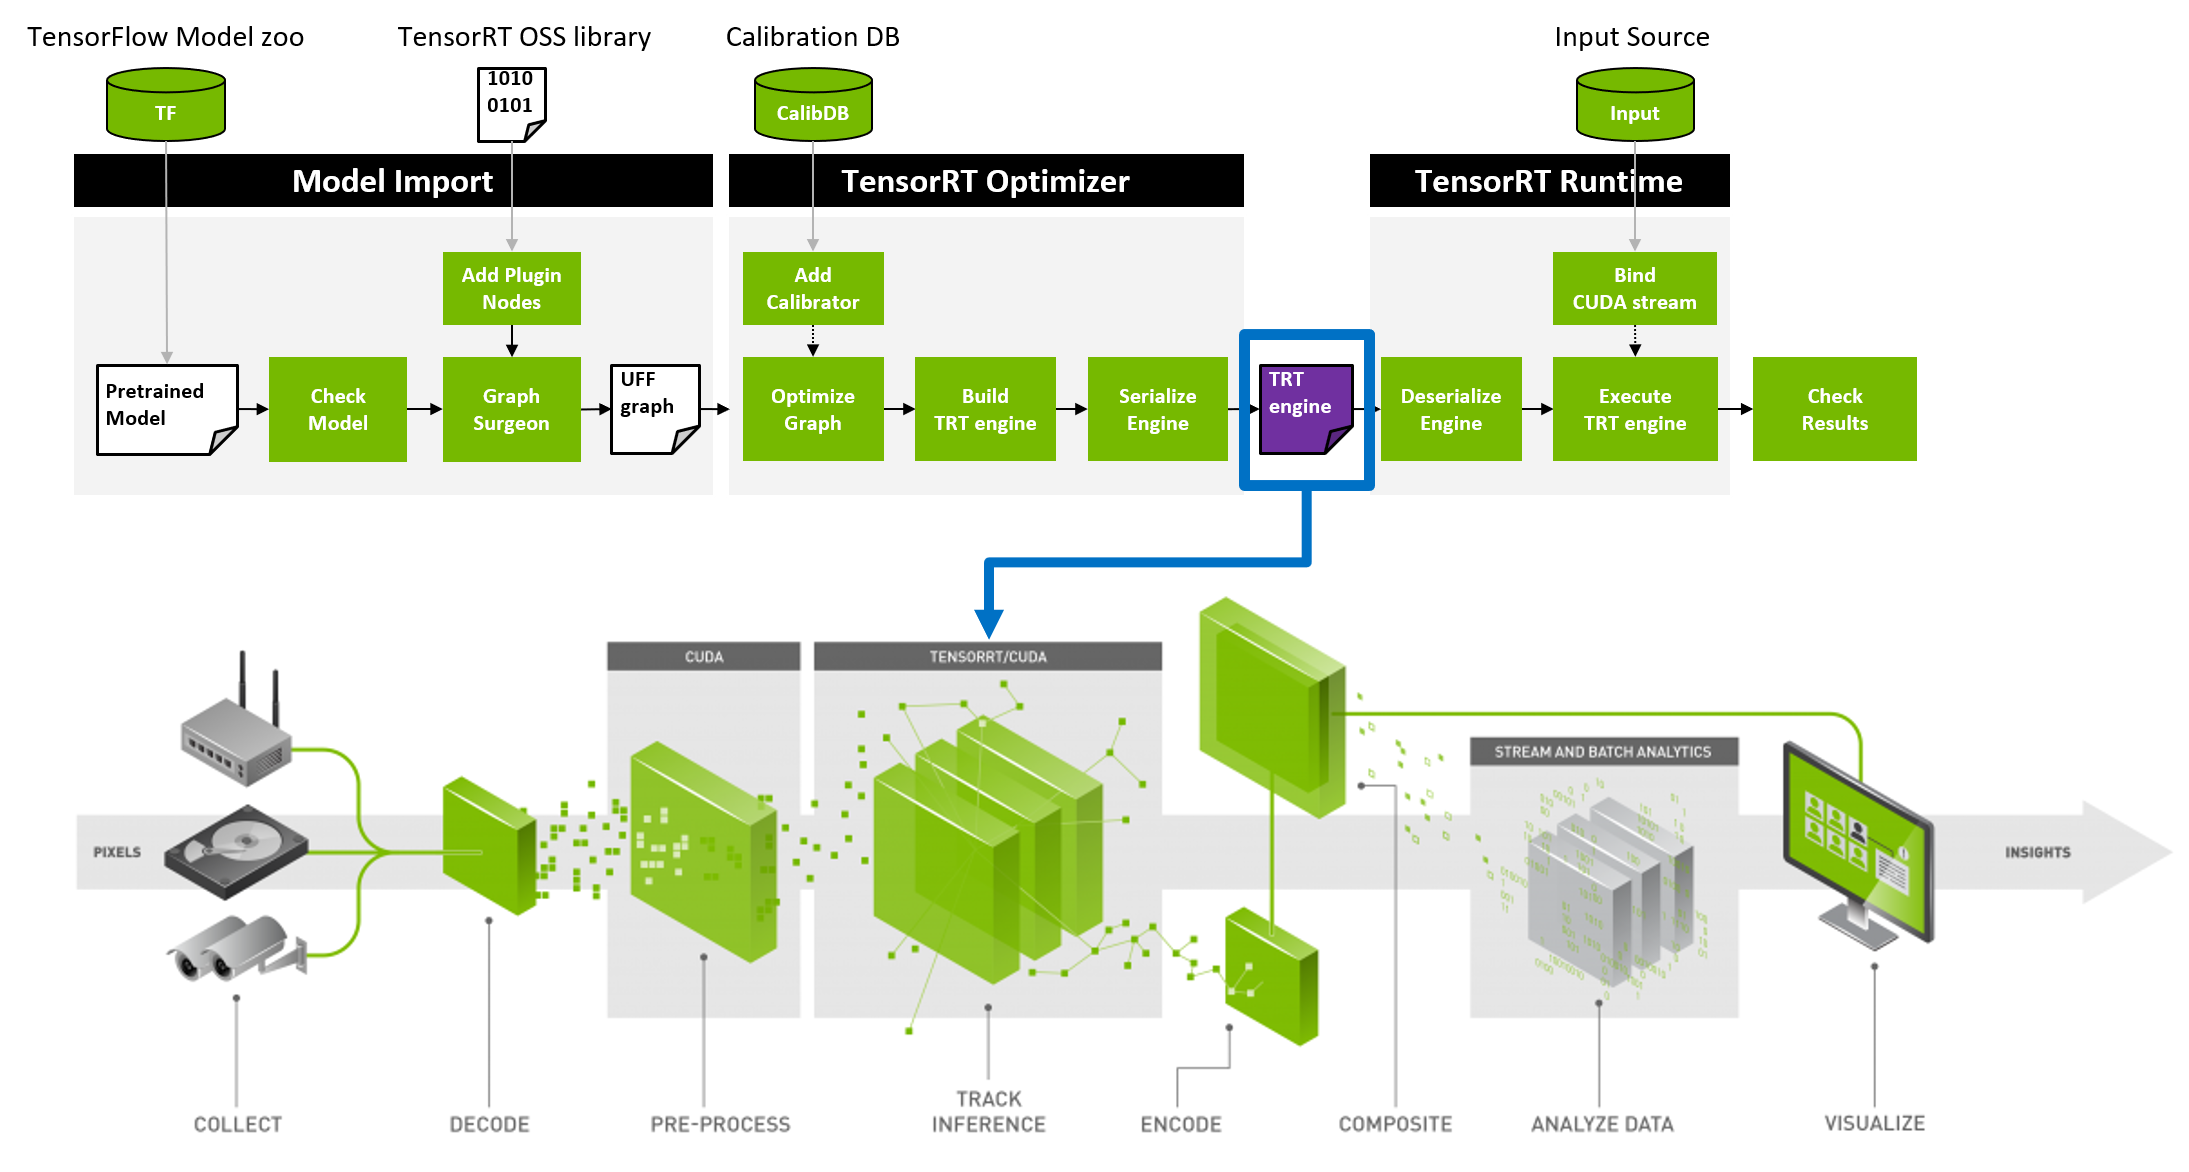 TensorFlow Model zoo
TensorRT OSS library
Calibration DB
Input Source
TF
1010
0101
CalibDB
Input
Model Import
TensorRT Optimizer
TensorRT Runtime
Add Plugin
Nodes
Add
Calibrator
Bind
CUDA stream
Pretrained
Model
Check
Model
Graph
Surgeon
UFF
graph
Optimize
Graph
Build
TRT engine
Serialize
Engine
TRT
engine
Deserialize
Engine
Execute
TRT engine
Check
Results
CUDA
TENSORRT/CUDA
STREAM AND BATCH ANALYTICS
PIXELS
INSIGHTS
COLLECT
DECODE
PRE-PROCESS
TRACK
INFERENCE
ENCODE
COMPOSITE
ANALYZE DATA
VISUALIZE